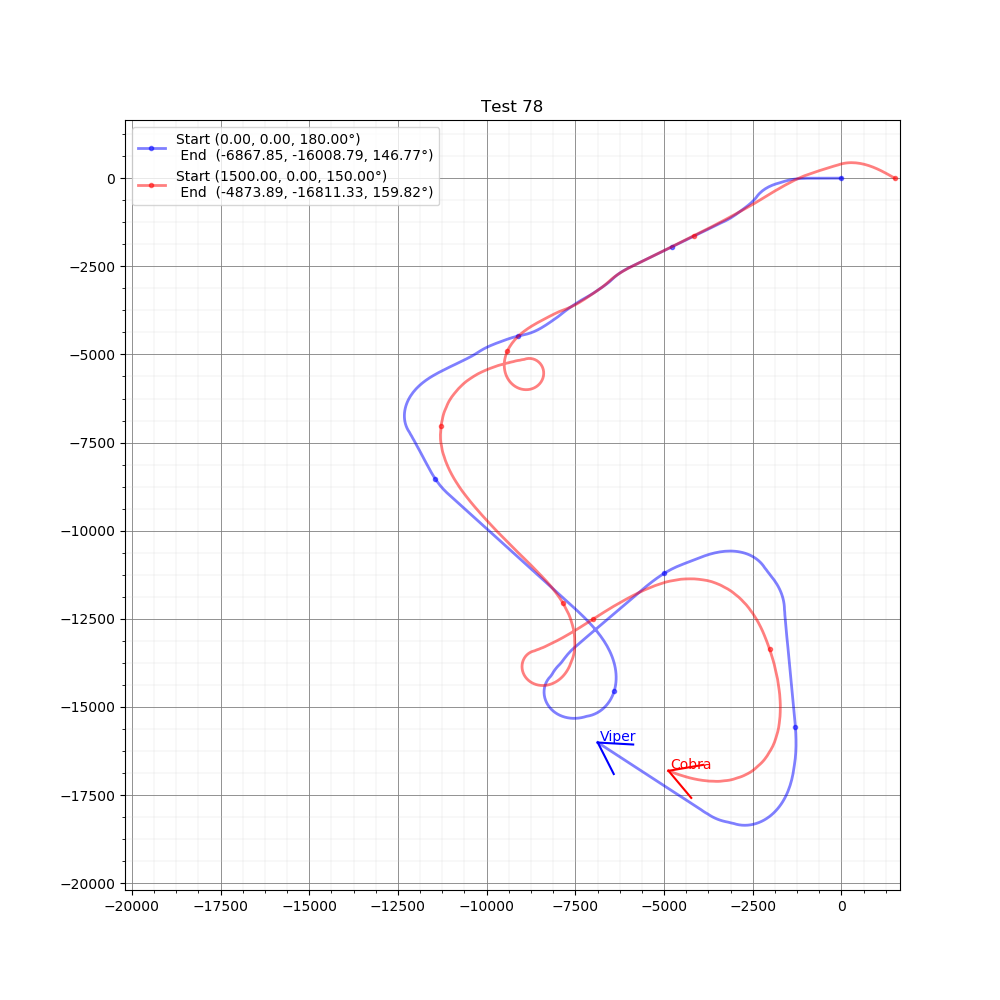 Test 78
Start (0.00, 0.00, 180.00°)
End  (-6867.85, -16008.79, 146.77°)
Start (1500.00, 0.00, 150.00°)
End  (-4873.89, -16811.33, 159.82°)
0
−2500
−5000
−7500
−10000
−12500
−15000
−17500
−20000
Viper
Cobra
−20000 −17500 −15000 −12500 −10000 −7500 −5000 −2500 0